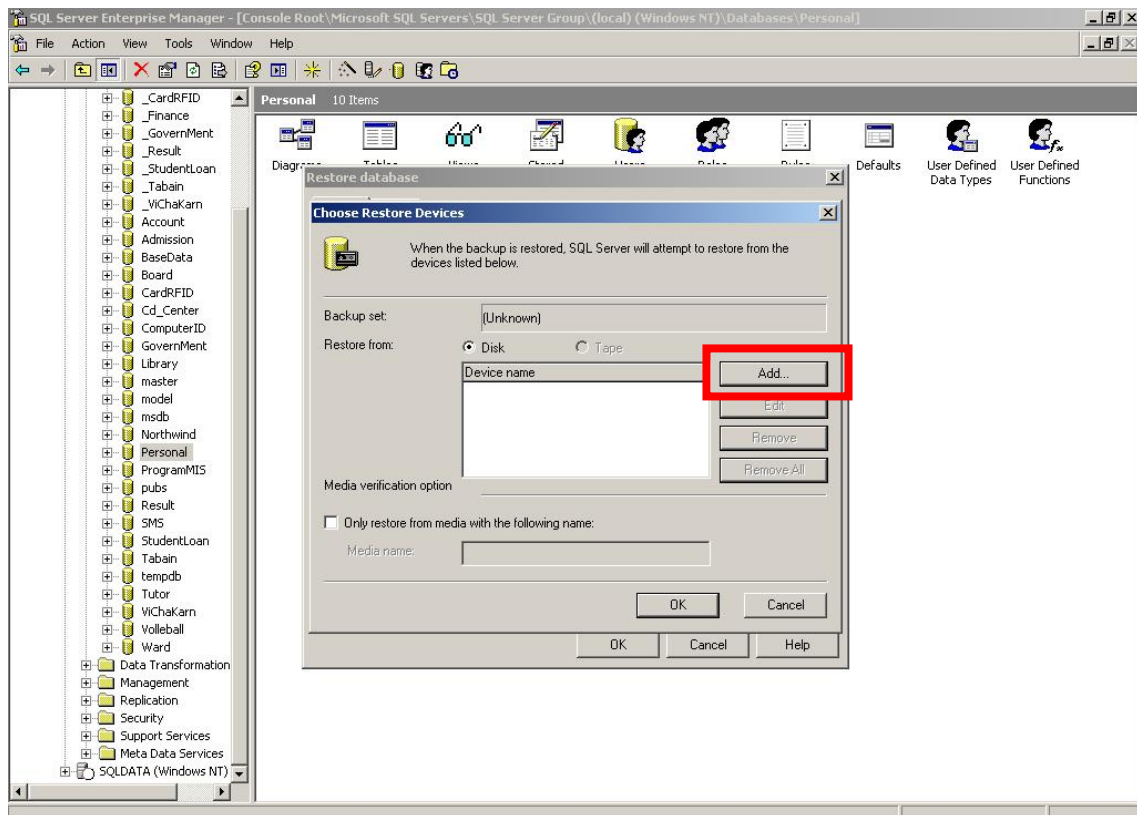 SQL Server Enterprise Manager - [Console Root\Microsoft SQL Servers\SQL Server Group\(local) (Windows NT)\Databases\Personal]
File Action View Tools Window Help
_CardRFID
_Finance
_GovernMent
_Result
_StudentLoan
_Tabain
_ViChaKarn
Account
Admission
BaseData
Board
CardRFID
Cd_Center
ComputerID
GovernMent
Library
master
model
msdb
Northwind
Personal
ProgramMIS
pubs
Result
SMS
StudentLoan
Tabain
tempdb
Tutor
ViChaKarn
Volleball
Ward
Data Transformation
Management
Replication
Security
Support Services
Meta Data Services
SQLDATA (Windows NT)
Personal 10 Items
Defaults
User Defined
Data Types
User Defined
Functions
Restore database
Choose Restore Devices
When the backup is restored, SQL Server will attempt to restore from the
devices listed below.
Backup set: (Unknown)
Restore from: Disk Tape
Device name
Add...
Edit
Remove
Remove All
Media verification option
Only restore from media with the following name:
Media name:
OK Cancel
OK Cancel Help